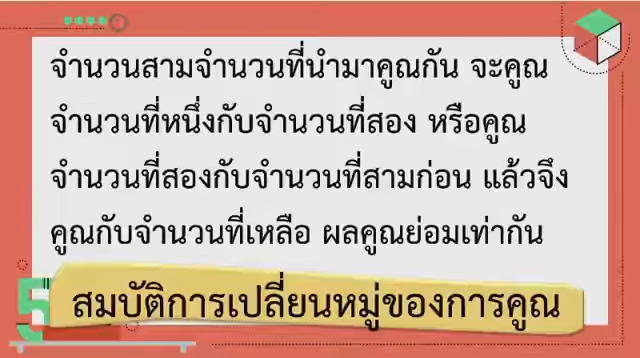 จำนวนสามจำนวนที่นำมาคูณกัน จะคูณ
จำนวนที่หนึ่งกับจำนวนที่สอง หรือคูณ
จำนวนที่สองกับจำนวนที่สามก่อน แล้วจึง
คูณกับจำนวนที่เหลือ ผลคูณย่อมเท่ากัน
สมบัติการเปลี่ยนหมู่ของการคูณ